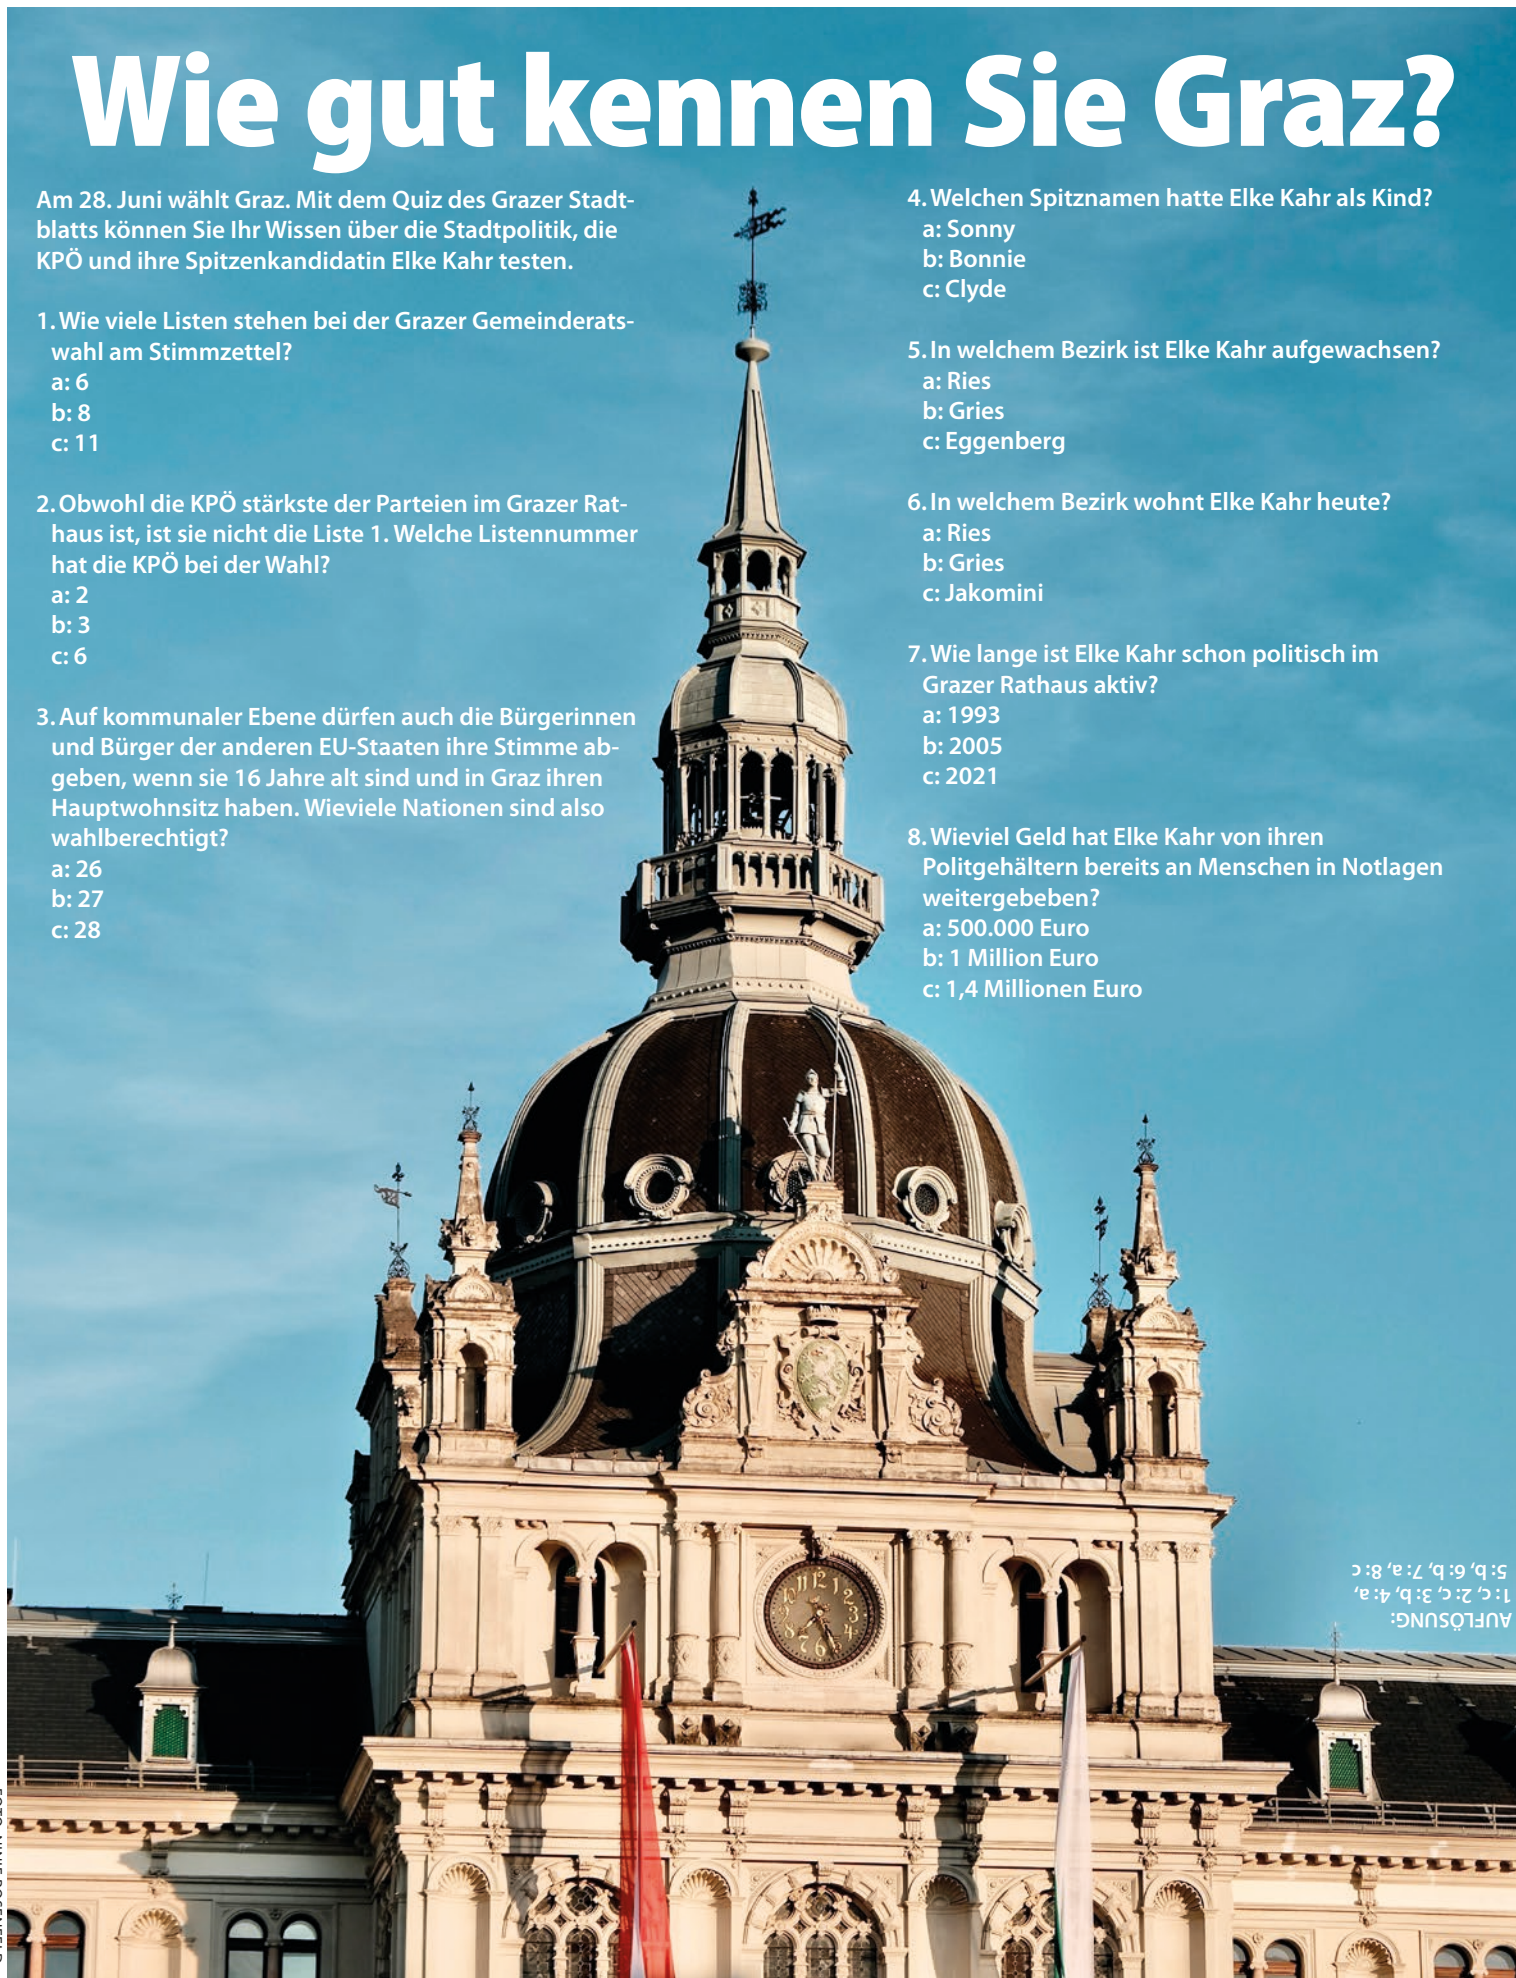 Wie gut kennen Sie Graz?
Am 28. Juni wählt Graz. Mit dem Quiz des Grazer Stadt-
blatts können Sie Ihr Wissen über die Stadtpolitik, die
KPÖ und ihre Spitzenkandidatin Elke Kahr testen.
1. Wie viele Listen stehen bei der Grazer Gemeinderats-
wahl am Stimmzettel?
a: 6
b: 8
c: 11
2. Obwohl die KPÖ stärkste der Parteien im Grazer Rat-
haus ist, ist sie nicht die Liste 1. Welche Listennummer
hat die KPÖ bei der Wahl?
a: 2
b: 3
c: 6
3. Auf kommunaler Ebene dürfen auch die Bürgerinnen
und Bürger der anderen EU-Staaten ihre Stimme ab-
geben, wenn sie 16 Jahre alt sind und in Graz ihren
Hauptwohnsitz haben. Wieviele Nationen sind also
wahlberechtigt?
a: 26
b: 27
c: 28
4. Welchen Spitznamen hatte Elke Kahr als Kind?
a: Sonny
b: Bonnie
c: Clyde
5. In welchem Bezirk ist Elke Kahr aufgewachsen?
a: Ries
b: Gries
c: Eggenberg
6. In welchem Bezirk wohnt Elke Kahr heute?
a: Ries
b: Gries
c: Jakomini
7. Wie lange ist Elke Kahr schon politisch im
Grazer Rathaus aktiv?
a: 1993
b: 2005
c: 2021
8. Wieviel Geld hat Elke Kahr von ihren
Politgehältern bereits an Menschen in Notlagen
weitergebeben?
a: 500.000 Euro
b: 1 Million Euro
c: 1,4 Millionen Euro
AUFLÖSUNG:
1: c, 2: c, 3: b, 4: a,
5: b, 6: b, 7: a, 8: c